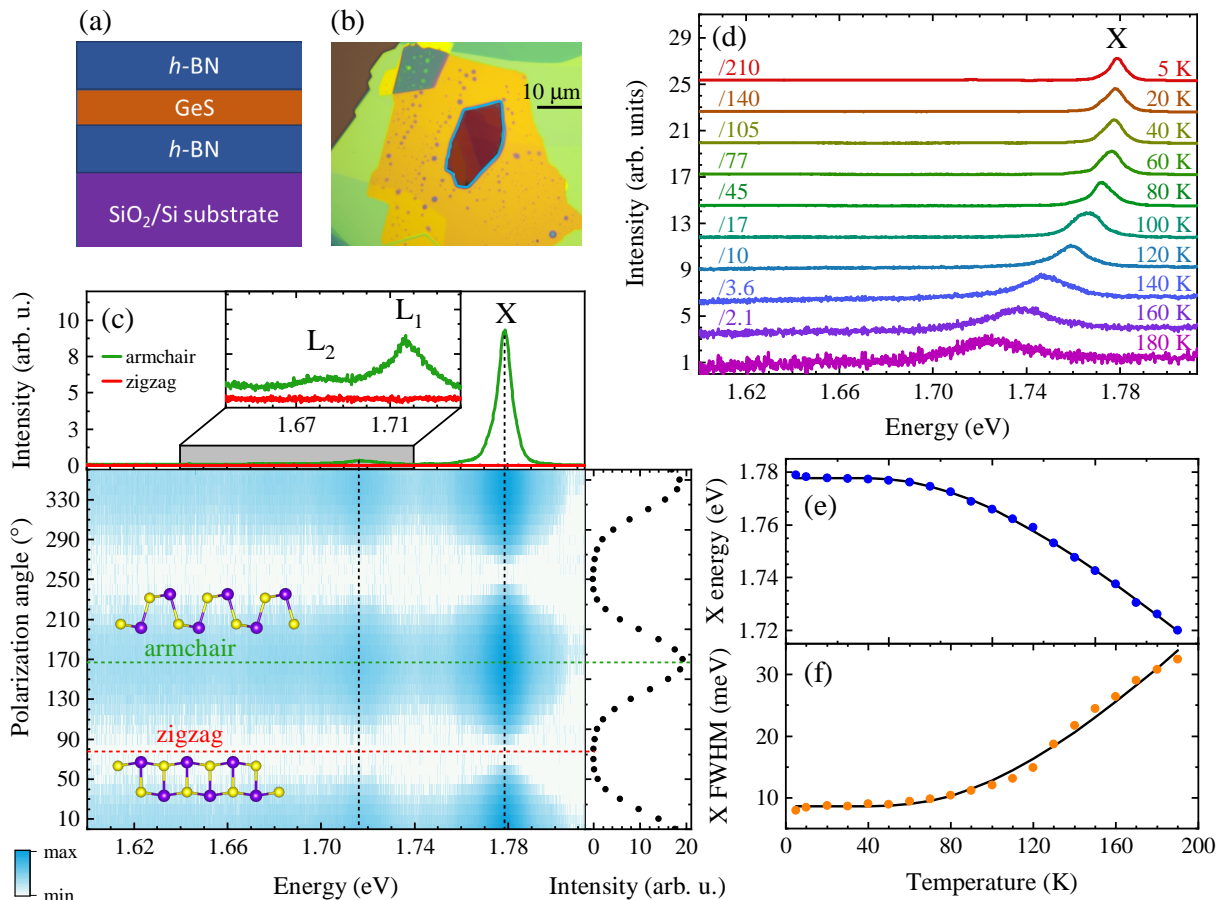 (a)
h-BN
GeS
h-BN
SiO₂/Si substrate
(b)
10 μm
(c)
armchair
zigzag
L₂
L₁
1.67 1.71
X
Intensity (arb. u.)
10
8
5
3
0
Polarization angle (°)
330
290
250
210
170
130
90
50
10
armchair
zigzag
1.62 1.66 1.70 1.74 1.78
Energy (eV)
max
min
0 10 20
Intensity (arb. u.)
(d)
X
Intensity (arb. units)
29
25
21
17
13
9
5
1
/210 5 K
/140 20 K
/105 40 K
/77 60 K
/45 80 K
/17 100 K
/10 120 K
/3.6 140 K
/2.1 160 K
180 K
1.62 1.66 1.70 1.74 1.78
Energy (eV)
(e)
X energy (eV)
1.78
1.76
1.74
1.72
(f)
X FWHM (meV)
30
20
10
0 40 80 120 160 200
Temperature (K)